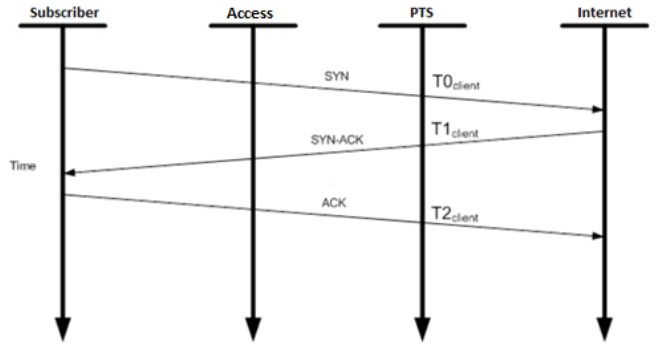 Subscriber Access PTS Internet
SYN
T0client
T1client
SYN-ACK
Time
ACK
T2client